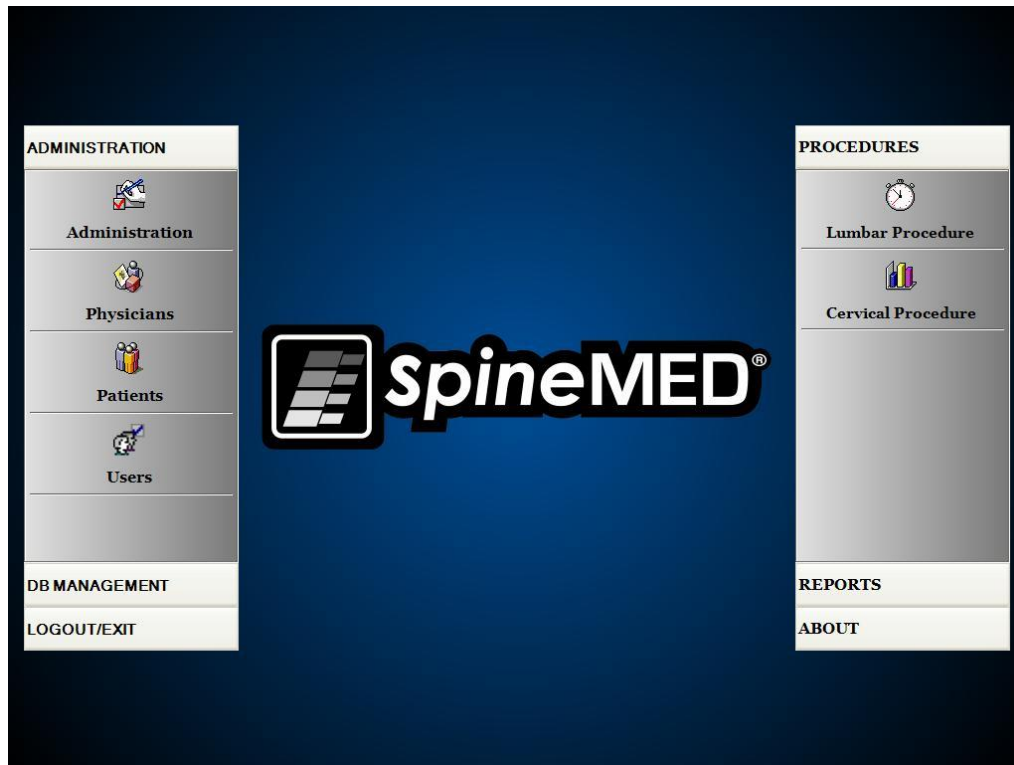 ADMINISTRATION
Administration
Physicians
Patients
Users
DB MANAGEMENT
LOGOUT/EXIT
SpineMED®
PROCEDURES
Lumbar Procedure
Cervical Procedure
REPORTS
ABOUT